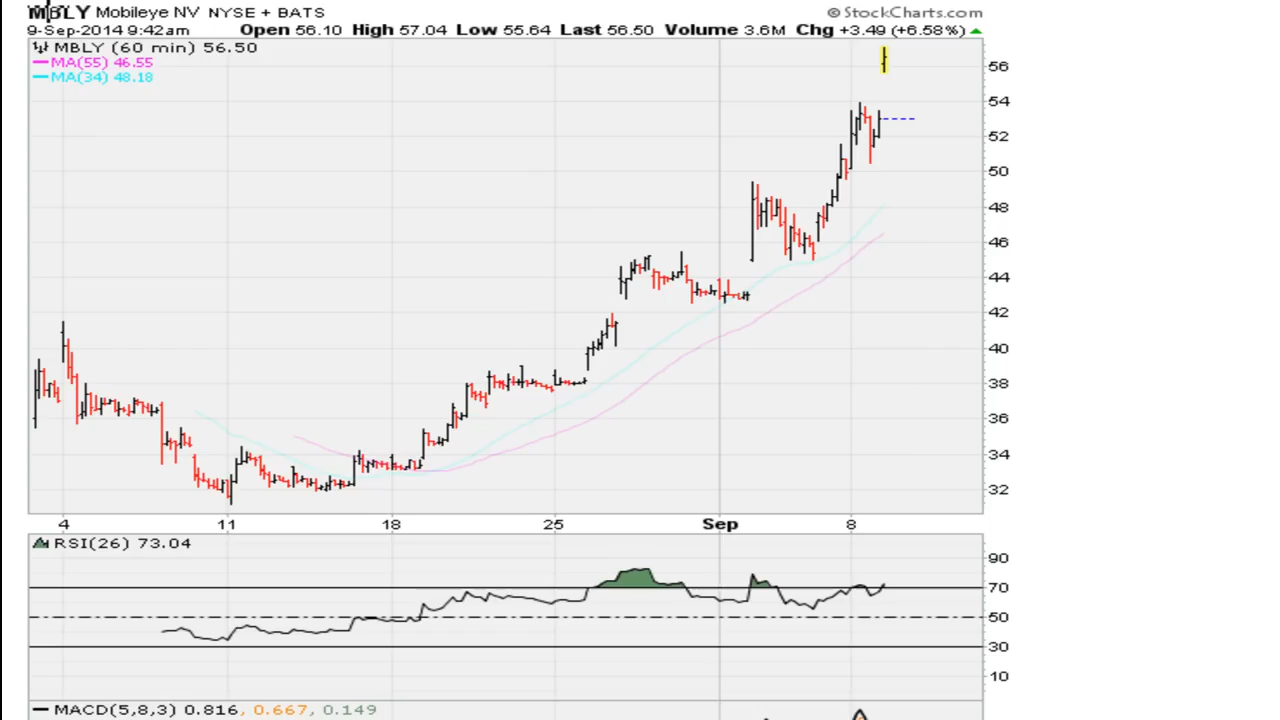 MBLY Mobileye NV NYSE + BATS © StockCharts.com
9-Sep-2014 9:42am Open 56.10 High 57.04 Low 55.64 Last 56.50 Volume 3.6M Chg +3.49 (+6.58%)
MBLY (60 min) 56.50
MA(55) 46.55
MA(34) 48.18
56
54
52
50
48
46
44
42
40
38
36
34
32
4 11 18 25 Sep 8
RSI(26) 73.04
90
70
50
30
10
MACD(5,8,3) 0.816, 0.667, 0.149